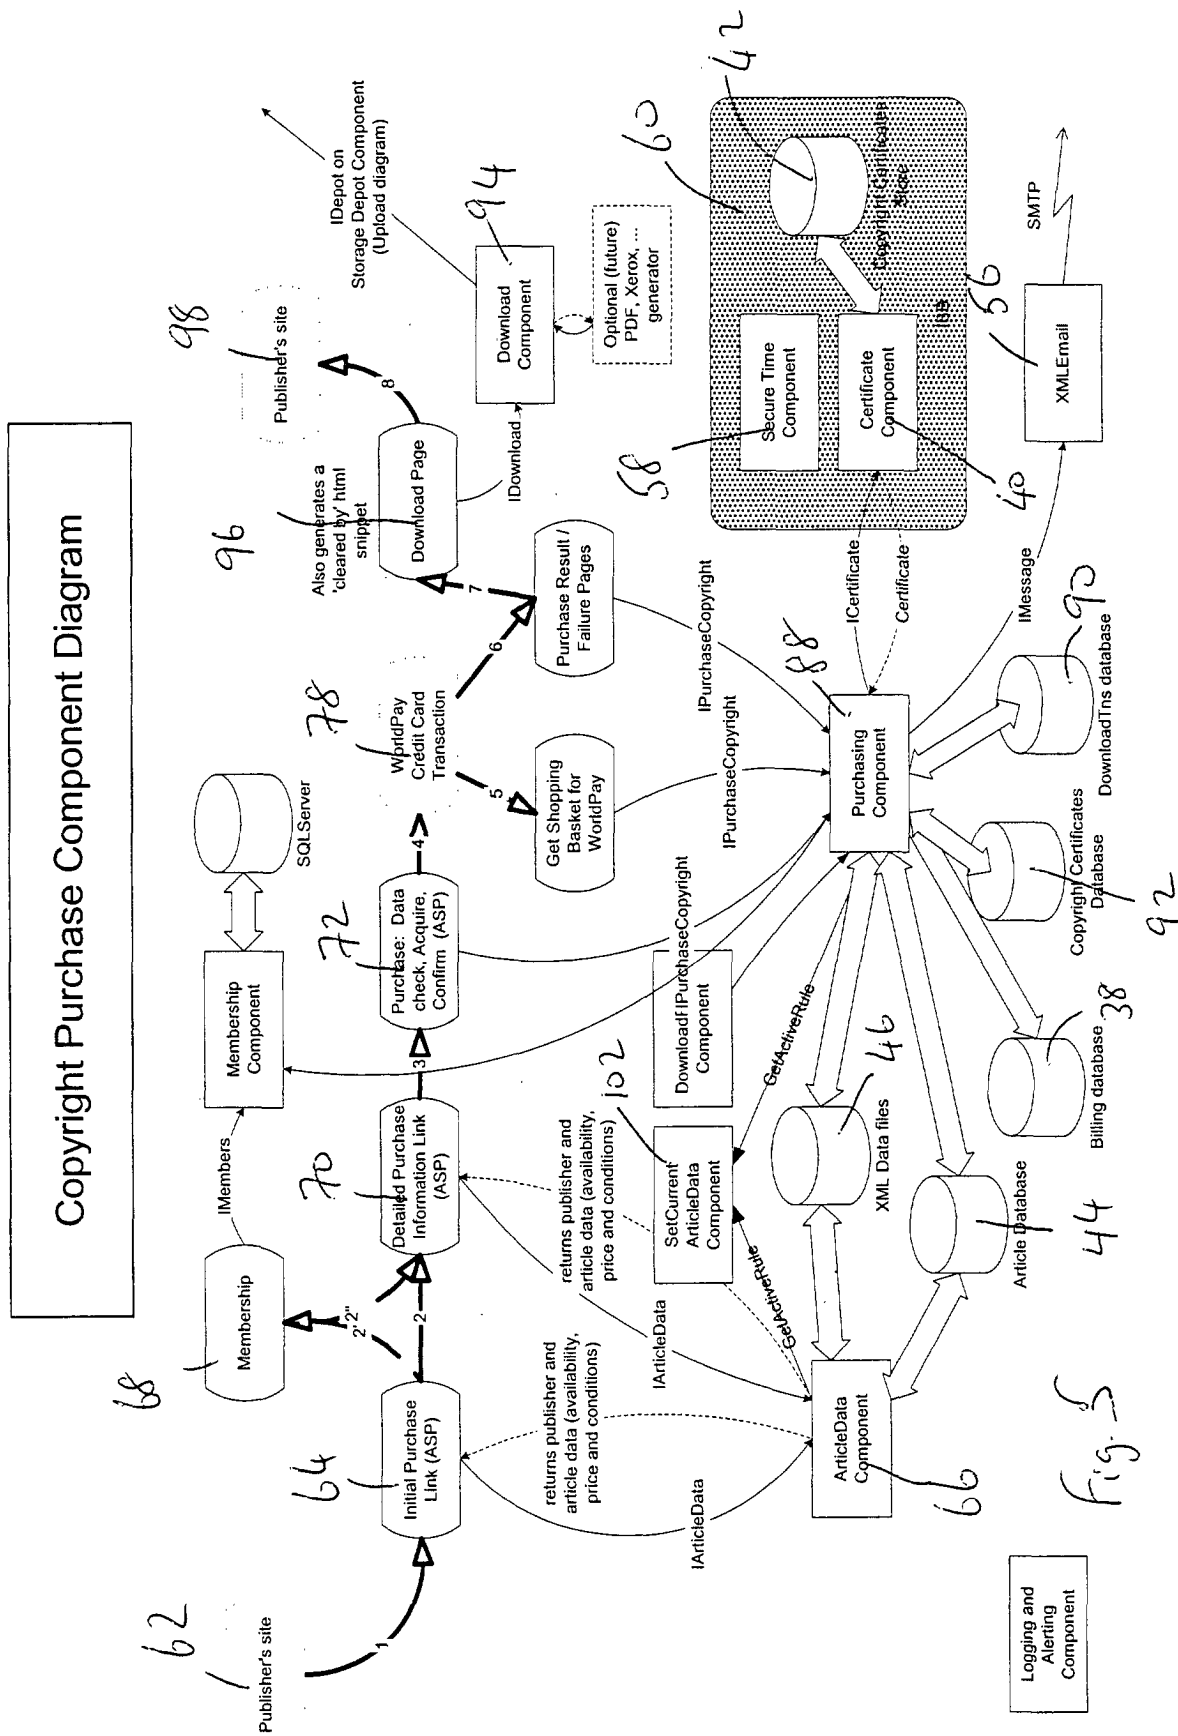 Copyright Purchase Component Diagram
62
Publisher's site
1
64
Initial Purchase
Link (ASP)
68
Membership
2'
2''
2
IMembers
Membership
Component
SQLServer
70
Detailed Purchase
Information Link
(ASP)
3
72
Purchase: Data
check, Acquire,
Confirm (ASP)
4
78
WorldPay
Credit Card
Transaction
5
6
Get Shopping
Basket for
WorldPay
Purchase Result /
Failure Pages
7
96
Also generates a
'cleared by' html
snippet
Download Page
8
98
Publisher's site
IDownload
IDepot on
Storage Depot Component
(Upload diagram)
94
Download
Component
Optional (future)
PDF, Xerox, ...
generator
returns publisher and
article data (availability,
price and conditions)
IArticleData
returns publisher and
article data (availability,
price and conditions)
IArticleData
102
SetCurrent
ArticleData
Component
GetActiveRule
GetActiveRule
IPurchaseCopyright
Component
IPurchaseCopyright
IPurchaseCopyright
88
Purchasing
Component
ICertificate
Certificate
60
42
58
Secure Time
Component
Certificate
Component
40
Copyright Certificates
Store
IMessage
56
XMLEmail
SMTP
ArticleData
Component
66
46
XML Data files
44
Article Database
38
Billing database
92
Copyright Certificates
Database
90
DownloadTns database
Logging and
Alerting
Component
Fig. 5